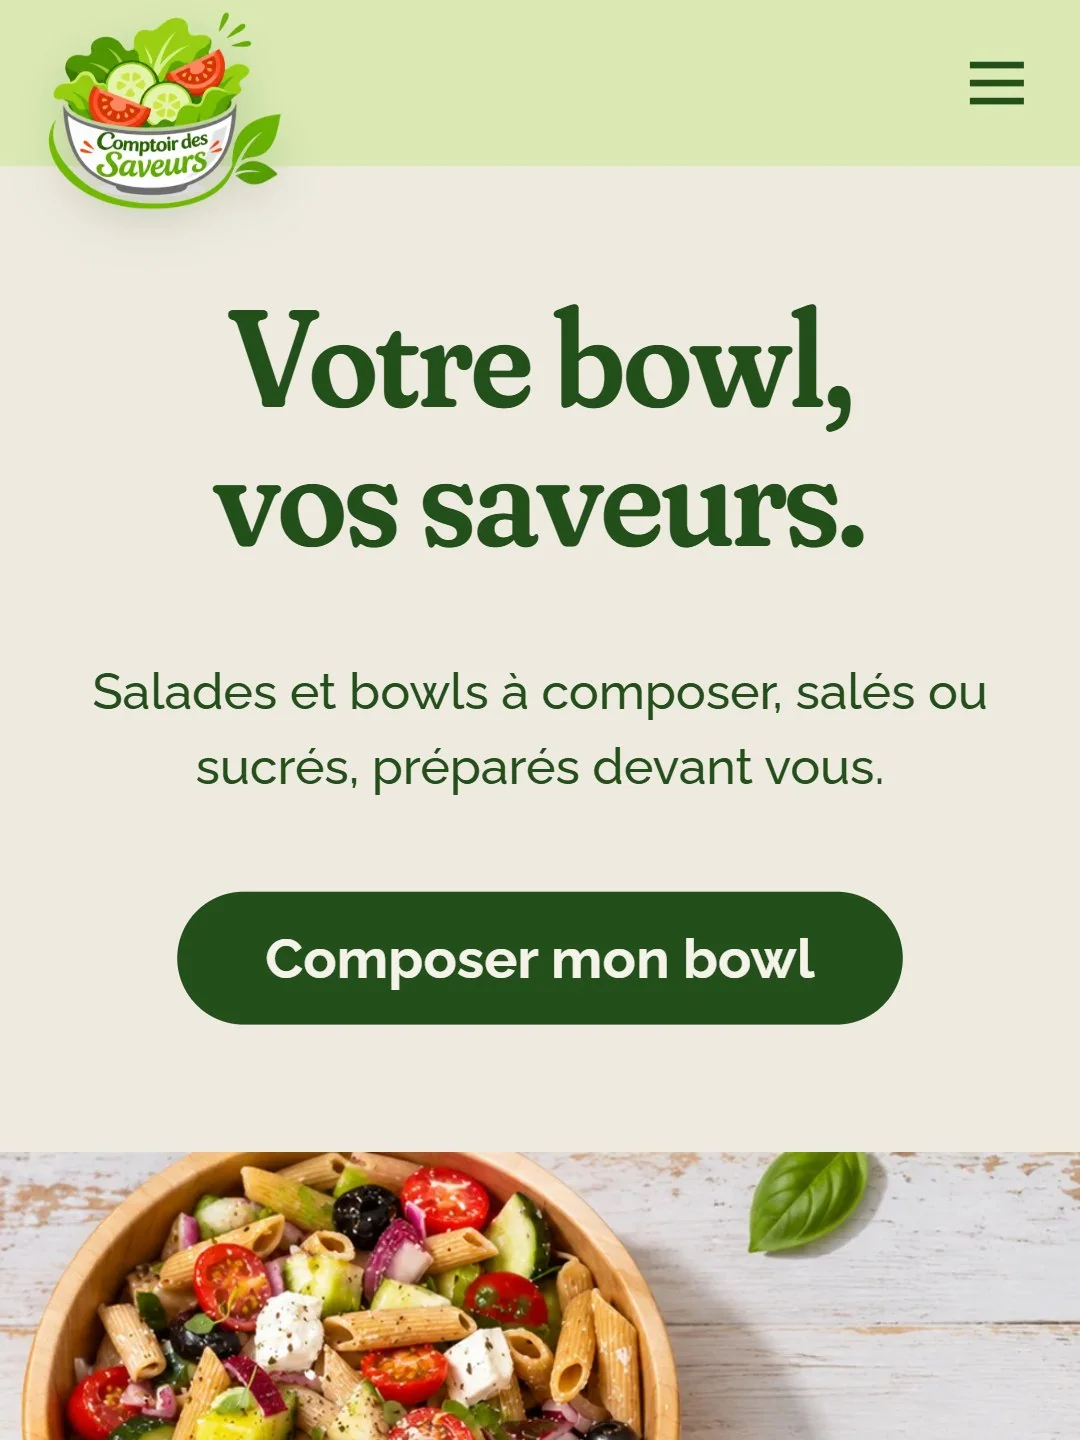 Comptoir des
Saveurs
Votre bowl,
vos saveurs.
Salades et bowls à composer, salés ou
sucrés, préparés devant vous.
Composer mon bowl